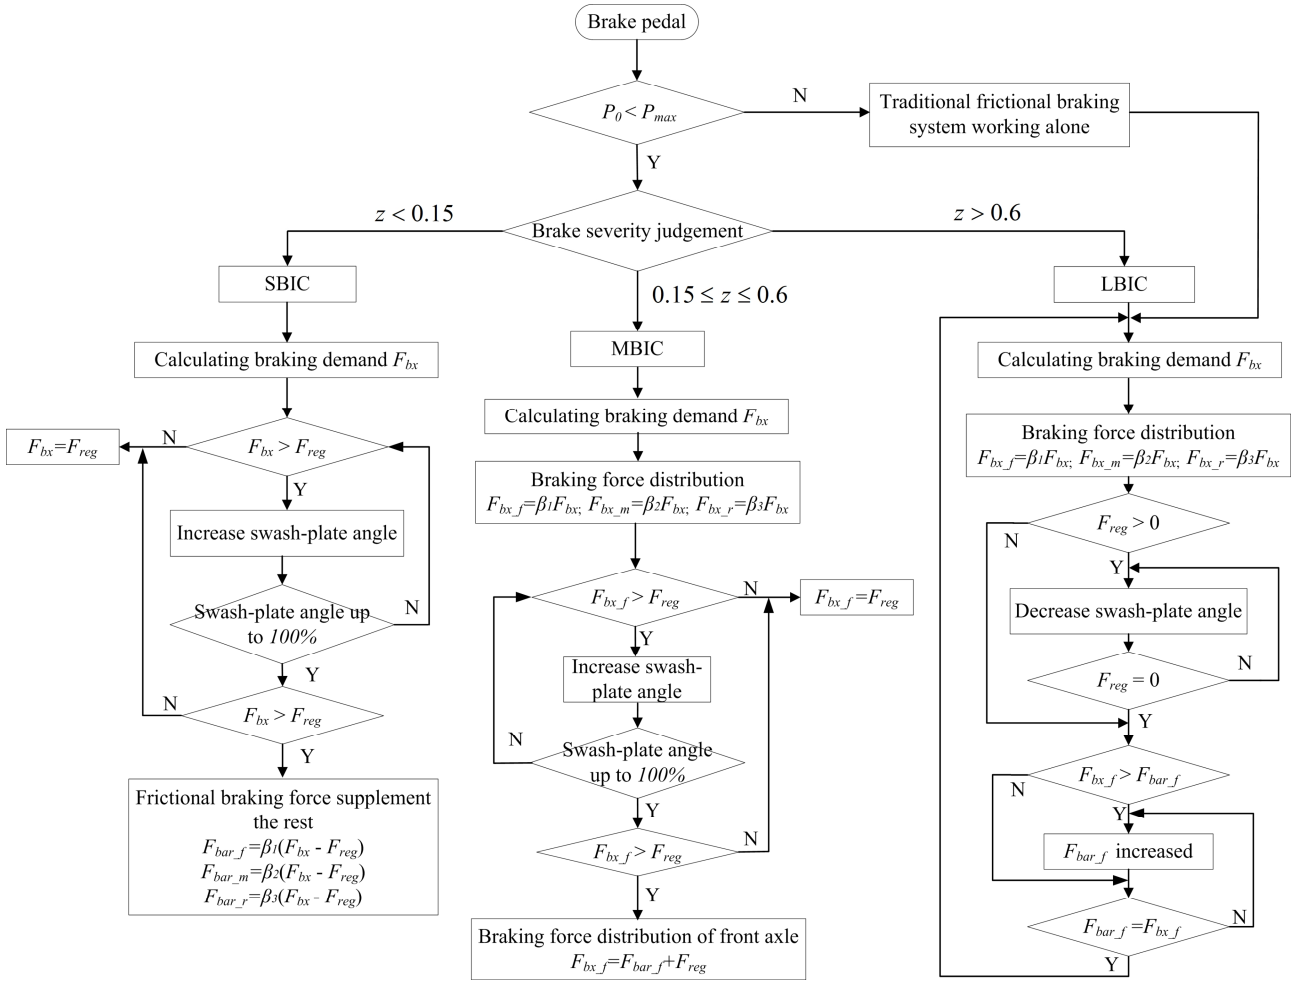 Brake pedal
P₀ < Pmax
N
Traditional frictional braking
system working alone
Y
z < 0.15
Brake severity judgement
z > 0.6
0.15 ≤ z ≤ 0.6
SBIC
Calculating braking demand Fbx
Fbx > Freg
N
Fbx=Freg
Y
Increase swash-plate angle
Swash-plate angle up
to 100%
N
Y
Fbx > Freg
N
Y
Frictional braking force supplement
the rest
Fbar_f=β1(Fbx - Freg)
Fbar_m=β2(Fbx - Freg)
Fbar_r=β3(Fbx - Freg)
MBIC
Calculating braking demand Fbx
Braking force distribution
Fbx_f=β1Fbx; Fbx_m=β2Fbx; Fbx_r=β3Fbx
Fbx_f > Freg
N
Fbx_f=Freg
Y
Increase swash-
plate angle
Swash-plate angle
up to 100%
N
Y
Fbx_f > Freg
N
Y
Braking force distribution of front axle
Fbx_f=Fbar_f+Freg
LBIC
Calculating braking demand Fbx
Braking force distribution
Fbx_f=β1Fbx; Fbx_m=β2Fbx; Fbx_r=β3Fbx
Freg > 0
N
Y
Decrease swash-plate angle
Freg = 0
N
Y
Fbx_f > Fbar_f
N
Y
Fbar_f increased
Fbar_f=Fbx_f
N
Y